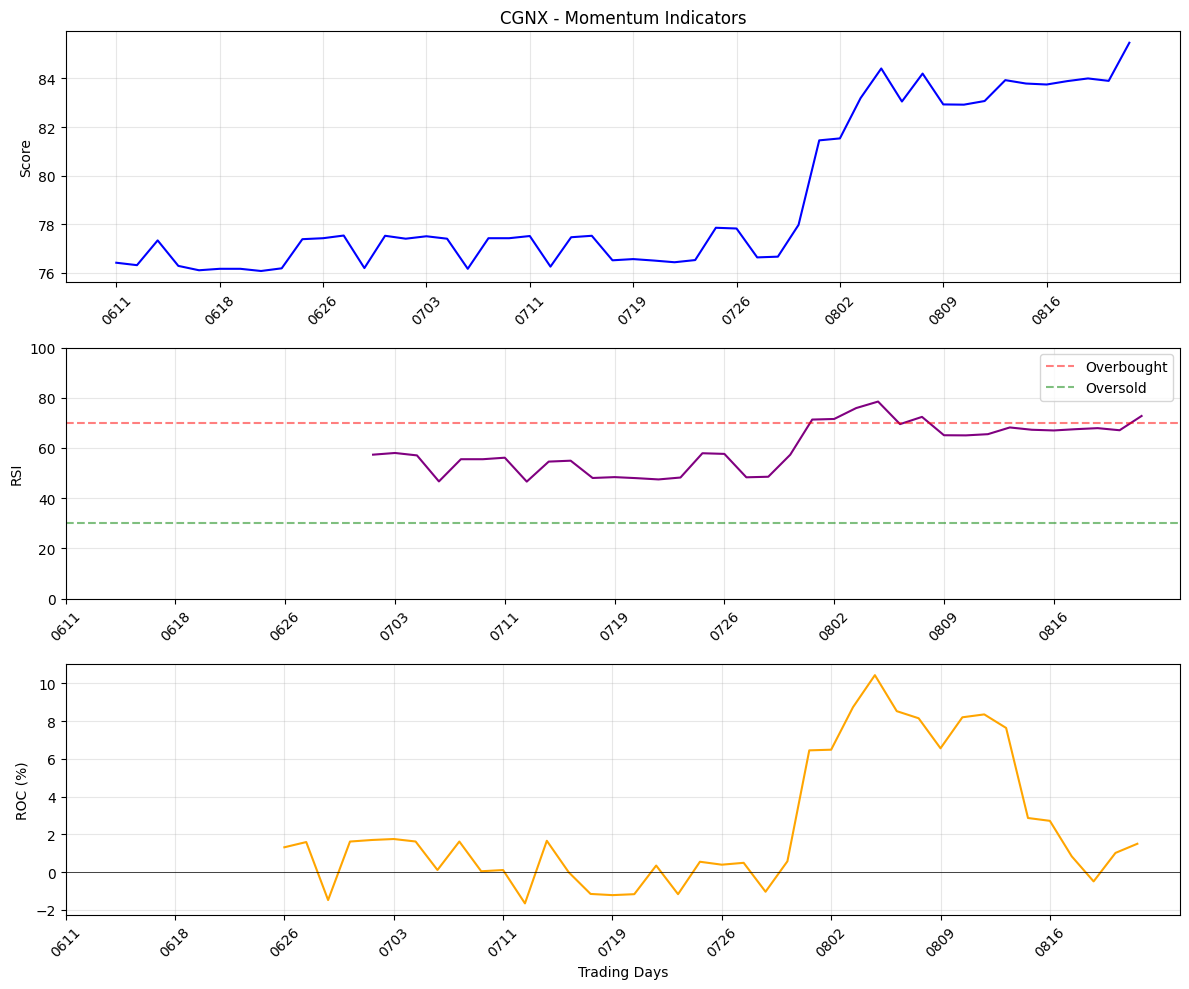 CGNX - Momentum Indicators
Score
84
82
80
78
76
0611 0618 0626 0703 0711 0719 0726 0802 0809 0816
RSI
100
80
60
40
20
0
Overbought
Oversold
0611 0618 0626 0703 0711 0719 0726 0802 0809 0816
ROC (%)
10
8
6
4
2
0
−2
0611 0618 0626 0703 0711 0719 0726 0802 0809 0816
Trading Days